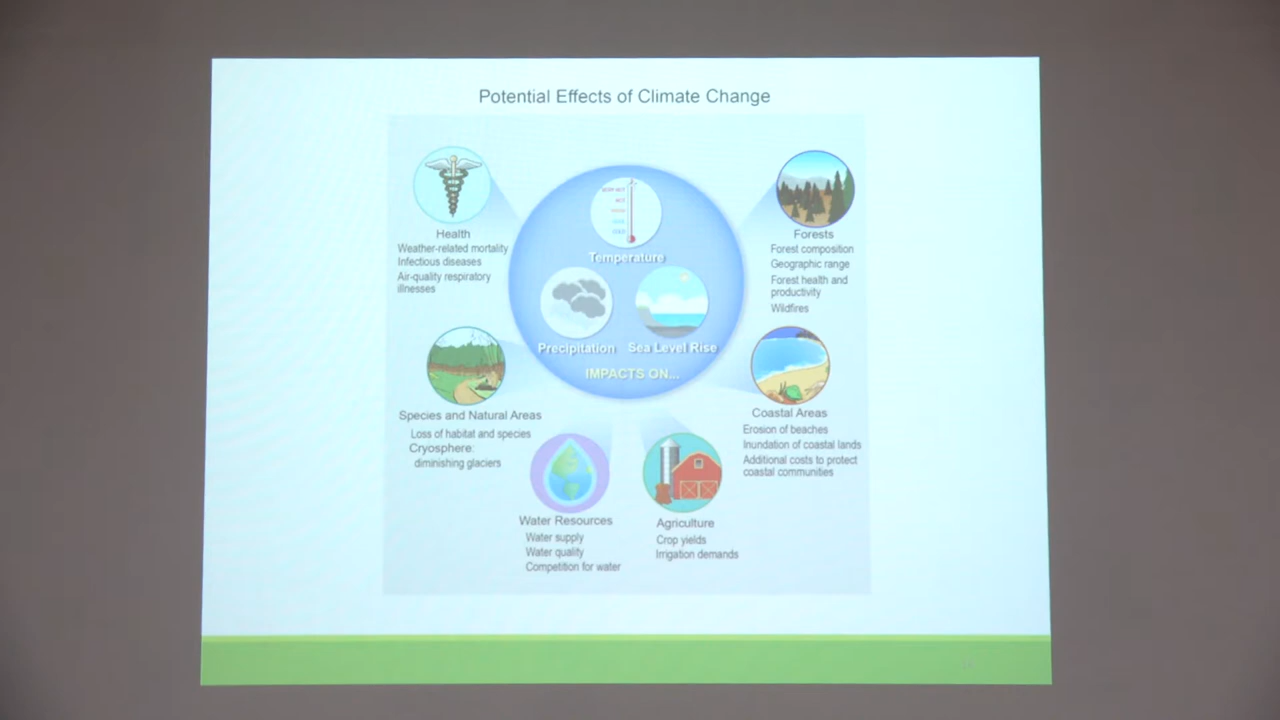 Potential Effects of Climate Change
Temperature
Precipitation
Sea Level Rise
IMPACTS ON...
Health
Weather-related mortality
Infectious diseases
Air-quality respiratory
illnesses
Forests
Forest composition
Geographic range
Forest health and
productivity
Wildfires
Species and Natural Areas
Loss of habitat and species
Cryosphere:
diminishing glaciers
Coastal Areas
Erosion of beaches
Inundation of coastal lands
Additional costs to protect
coastal communities
Water Resources
Water supply
Water quality
Competition for water
Agriculture
Crop yields
Irrigation demands